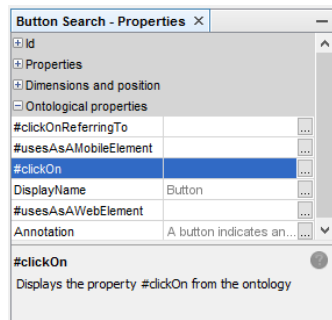 Button Search - Properties ×
Id
Properties
Dimensions and position
Ontological properties
#clickOnReferringTo ...
#usesAsAMobileElement ...
#clickOn ...
DisplayName Button ...
#usesAsAWebElement ...
Annotation A button indicates an... ...
#clickOn ?
Displays the property #clickOn from the ontology